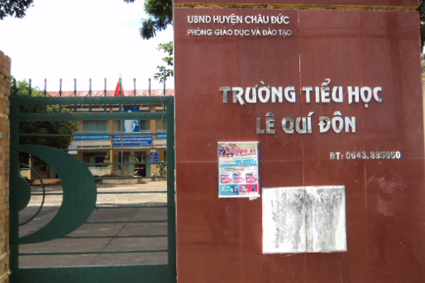 UBND HUYỆN CHÂU ĐỨC
PHÒNG GIÁO DỤC VÀ ĐÀO TẠO
TRƯỜNG TIỂU HỌC
LÊ QUÍ ĐÔN
ĐT: 0643.885050